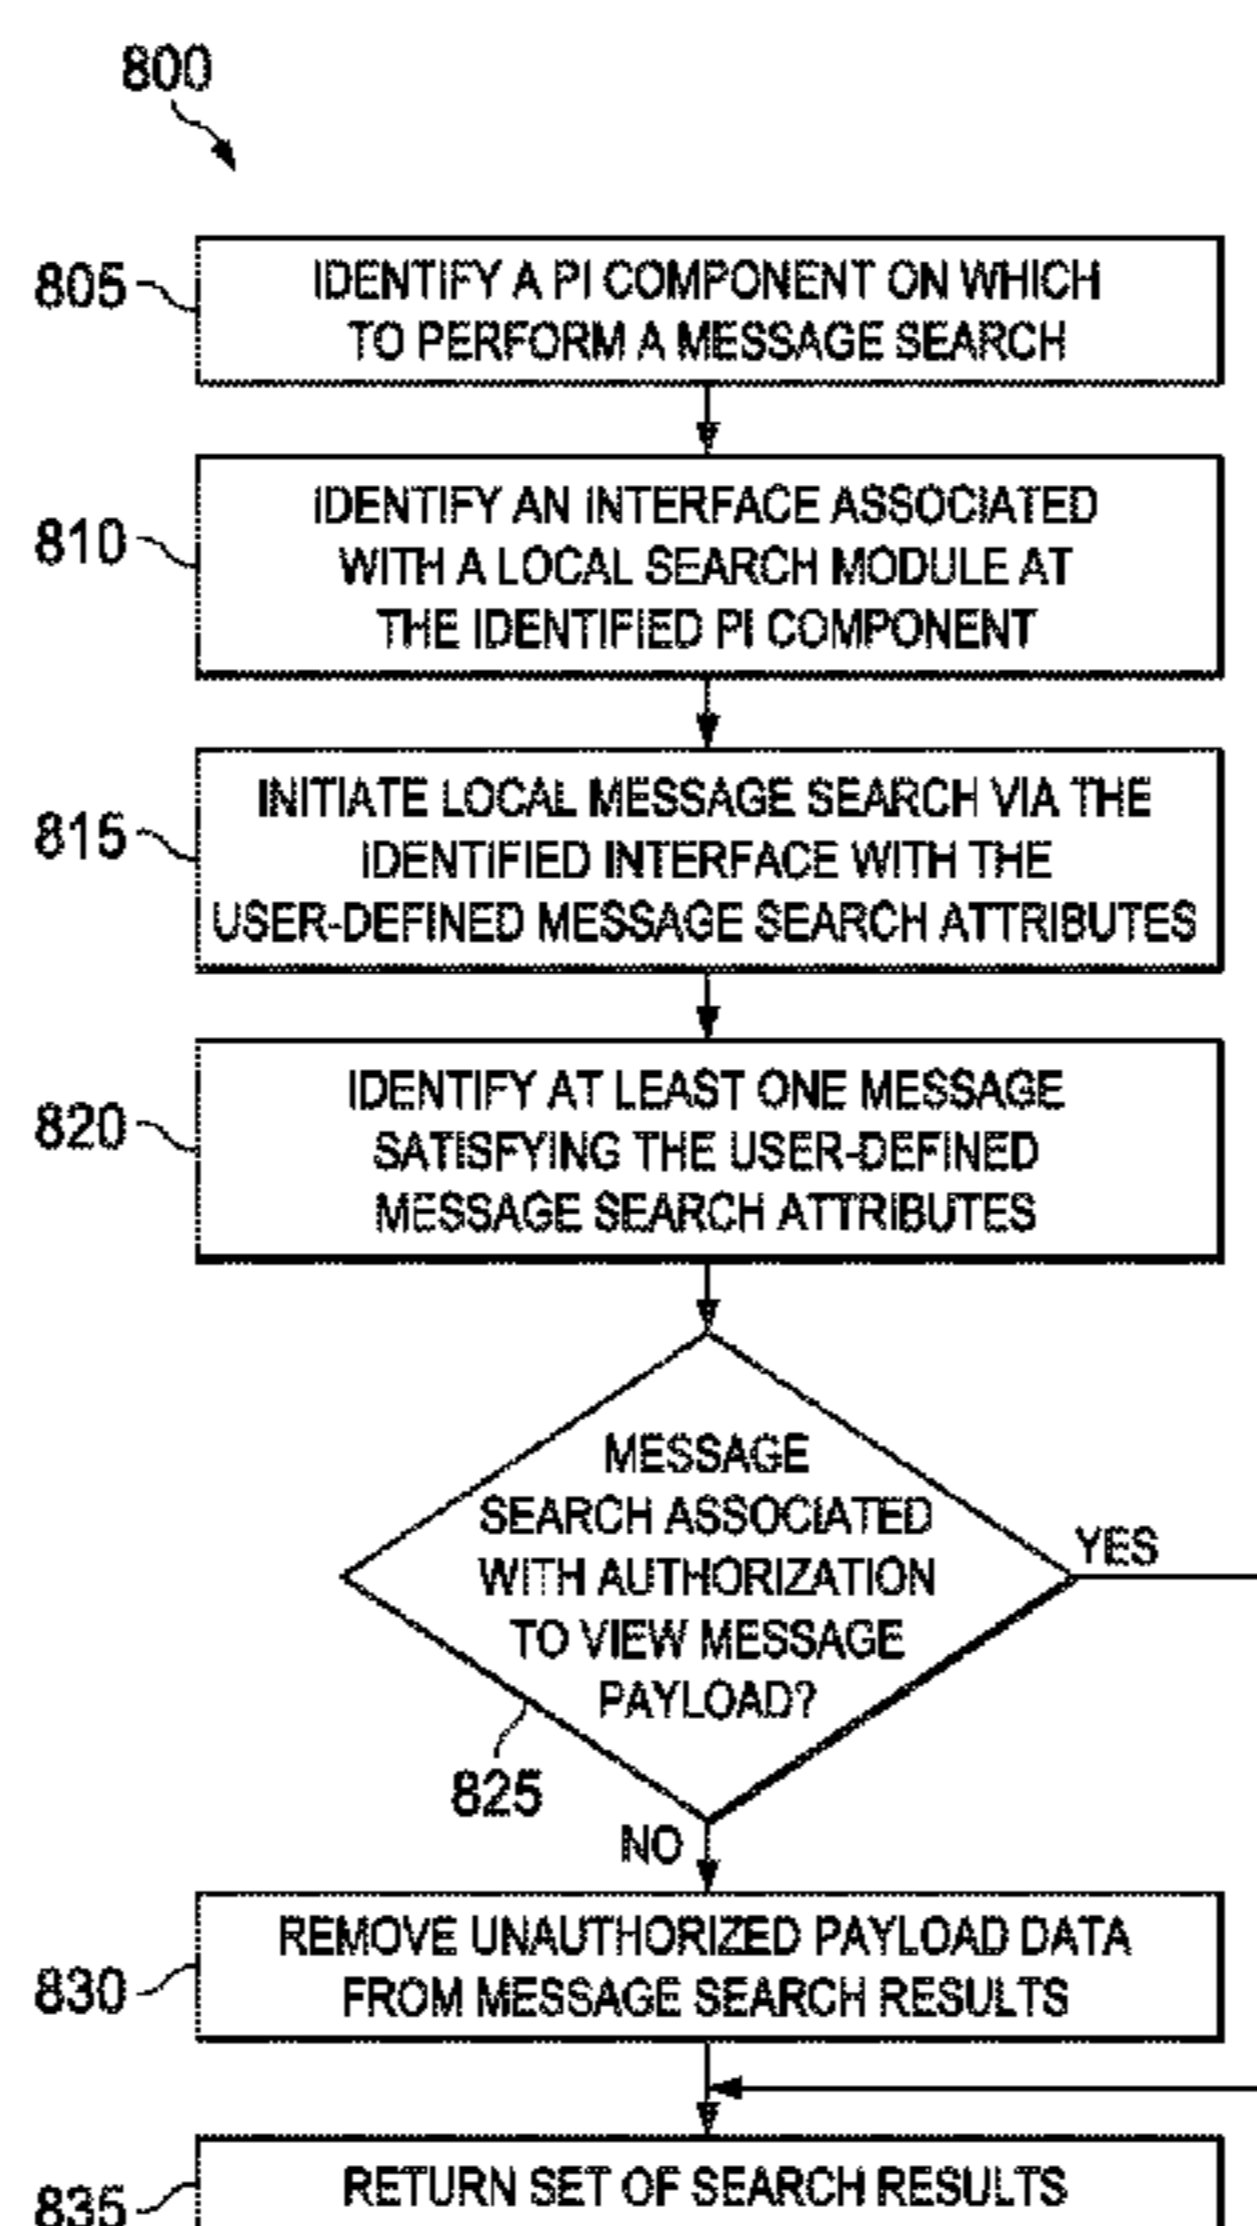 800
805
IDENTIFY A PI COMPONENT ON WHICH
TO PERFORM A MESSAGE SEARCH
810
IDENTIFY AN INTERFACE ASSOCIATED
WITH A LOCAL SEARCH MODULE AT
THE IDENTIFIED PI COMPONENT
815
INITIATE LOCAL MESSAGE SEARCH VIA THE
IDENTIFIED INTERFACE WITH THE
USER-DEFINED MESSAGE SEARCH ATTRIBUTES
820
IDENTIFY AT LEAST ONE MESSAGE
SATISFYING THE USER-DEFINED
MESSAGE SEARCH ATTRIBUTES
MESSAGE
SEARCH ASSOCIATED
WITH AUTHORIZATION
TO VIEW MESSAGE
PAYLOAD?
YES
825
NO
830
REMOVE UNAUTHORIZED PAYLOAD DATA
FROM MESSAGE SEARCH RESULTS
835
RETURN SET OF SEARCH RESULTS